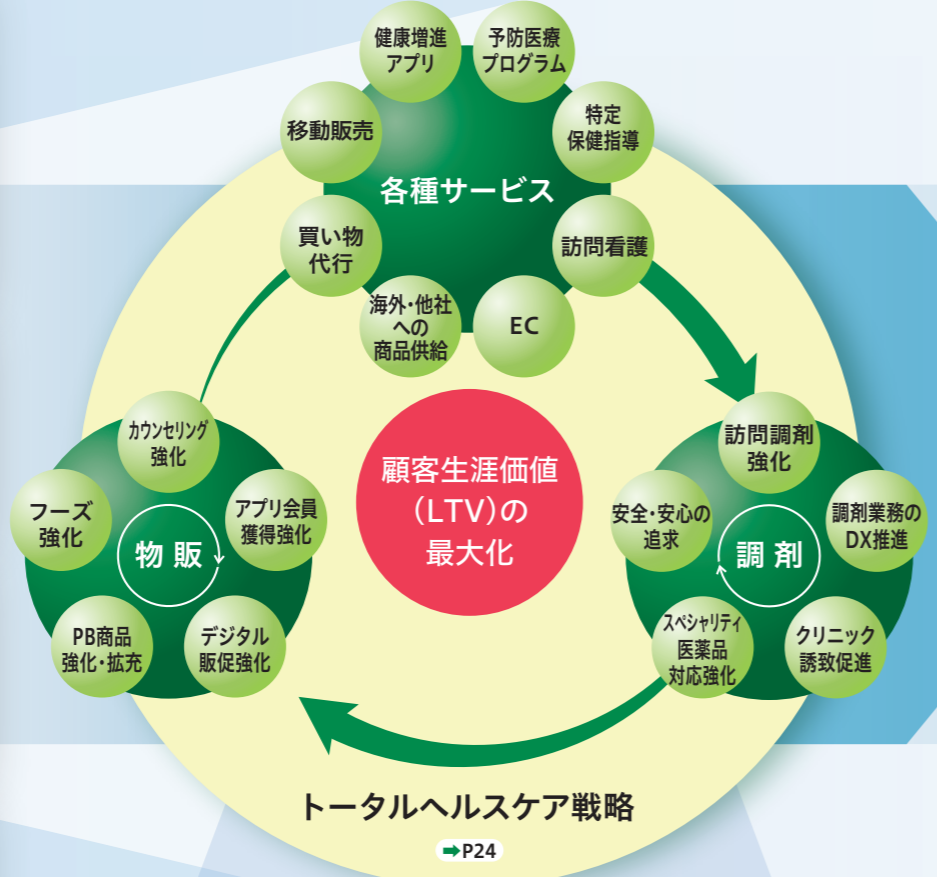 健康増進
アプリ
予防医療
プログラム
移動販売
特定
保健指導
各種サービス
買い物
代行
訪問看護
海外・他社
への
商品供給
EC
顧客生涯価値
（LTV）の
最大化
カウンセリング
強化
フーズ
強化
アプリ会員
獲得強化
物販
PB商品
強化・拡充
デジタル
販促強化
訪問調剤
強化
安全・安心の
追求
調剤業務の
DX推進
調剤
スペシャリティ
医薬品
対応強化
クリニック
誘致促進
トータルヘルスケア戦略
➡P24